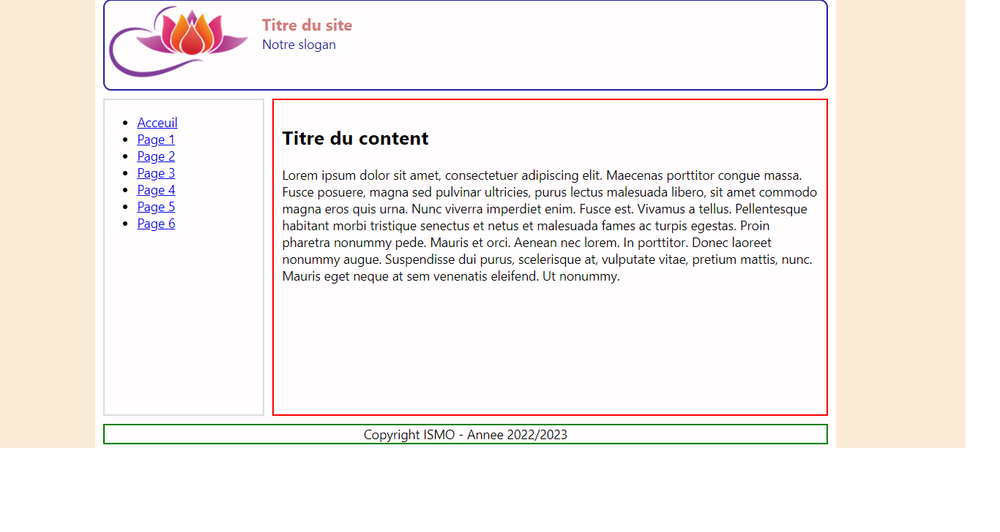 Titre du site
Notre slogan
Acceuil
Page 1
Page 2
Page 3
Page 4
Page 5
Page 6
Titre du content
Lorem ipsum dolor sit amet, consectetuer adipiscing elit. Maecenas porttitor congue massa.
Fusce posuere, magna sed pulvinar ultricies, purus lectus malesuada libero, sit amet commodo
magna eros quis urna. Nunc viverra imperdiet enim. Fusce est. Vivamus a tellus. Pellentesque
habitant morbi tristique senectus et netus et malesuada fames ac turpis egestas. Proin
pharetra nonummy pede. Mauris et orci. Aenean nec lorem. In porttitor. Donec laoreet
nonummy augue. Suspendisse dui purus, scelerisque at, vulputate vitae, pretium mattis, nunc.
Mauris eget neque at sem venenatis eleifend. Ut nonummy.
Copyright ISMO - Annee 2022/2023